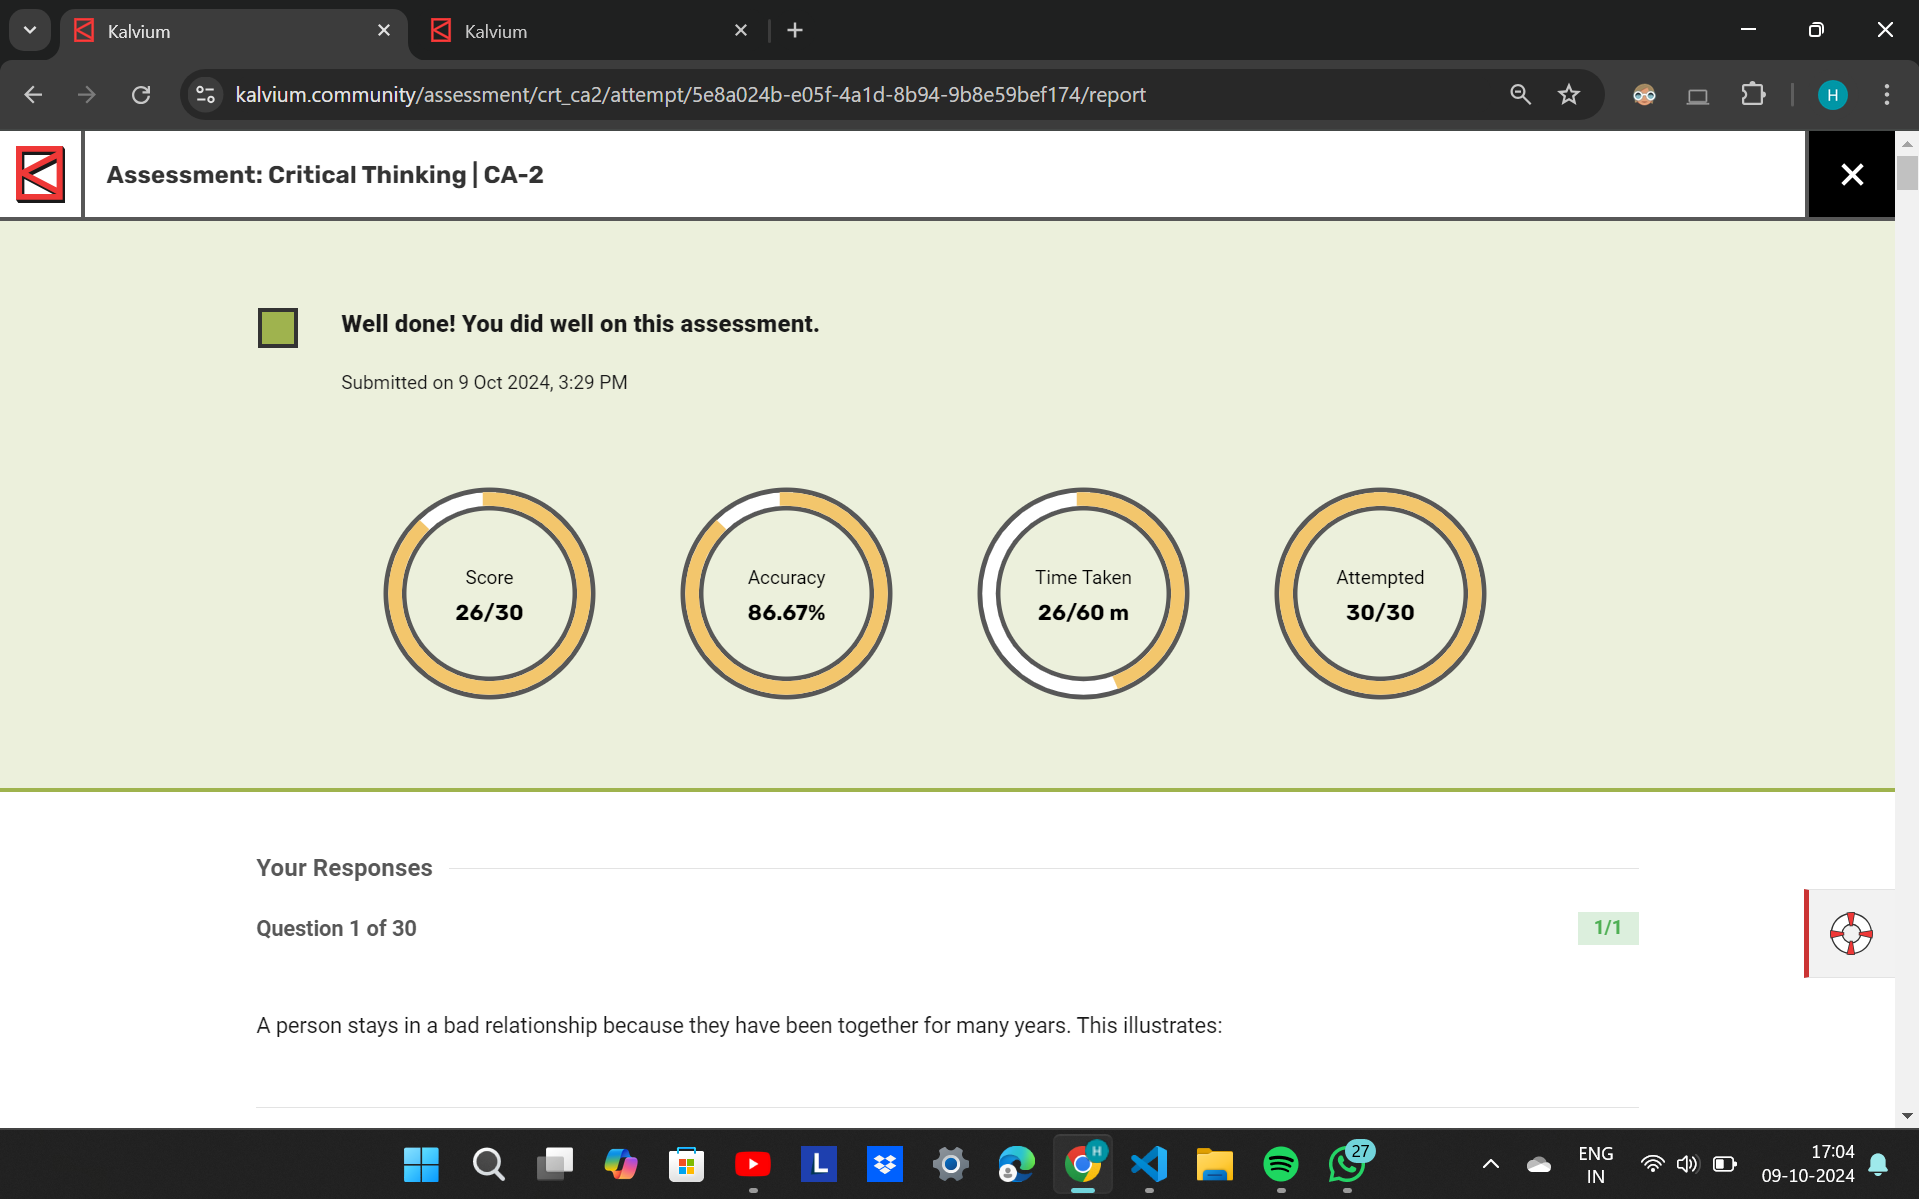 Kalvium
Kalvium
kalvium.community/assessment/crt_ca2/attempt/5e8a024b-e05f-4a1d-8b94-9b8e59bef174/report
H
Assessment: Critical Thinking | CA-2
Well done! You did well on this assessment.
Submitted on 9 Oct 2024, 3:29 PM
Score
26/30
Accuracy
86.67%
Time Taken
26/60 m
Attempted
30/30
Your Responses
Question 1 of 30
1/1
A person stays in a bad relationship because they have been together for many years. This illustrates:
L
H
27
ENG
IN
17:04
09-10-2024